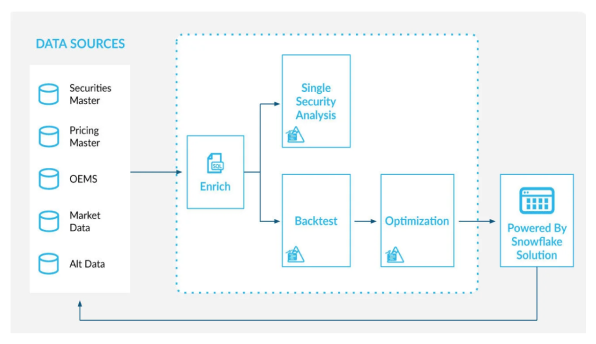 DATA SOURCES
Securities
Master
Pricing
Master
OEMS
Market
Data
Alt Data
SQL
Enrich
Single
Security
Analysis
Backtest
Optimization
Powered By
Snowflake
Solution